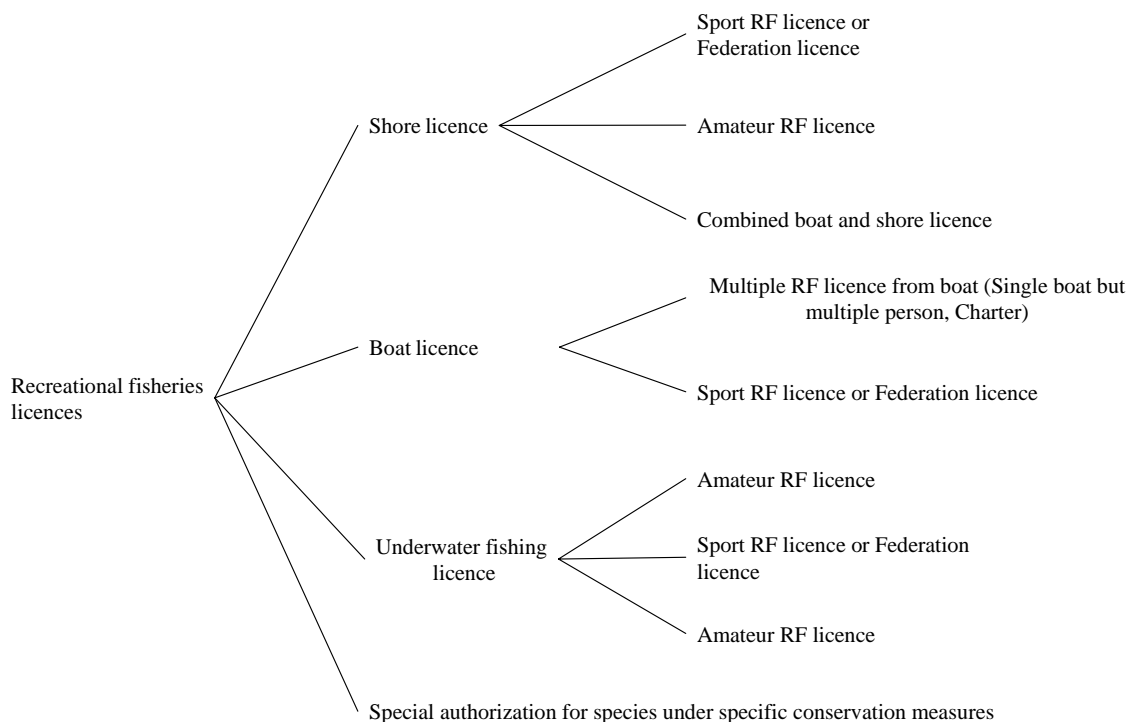 Recreational fisheries
licences
Shore licence
Sport RF licence or
Federation licence
Amateur RF licence
Combined boat and shore licence
Boat licence
Multiple RF licence from boat (Single boat but
multiple person, Charter)
Sport RF licence or Federation licence
Underwater fishing
licence
Amateur RF licence
Sport RF licence or Federation
licence
Amateur RF licence
Special authorization for species under specific conservation measures